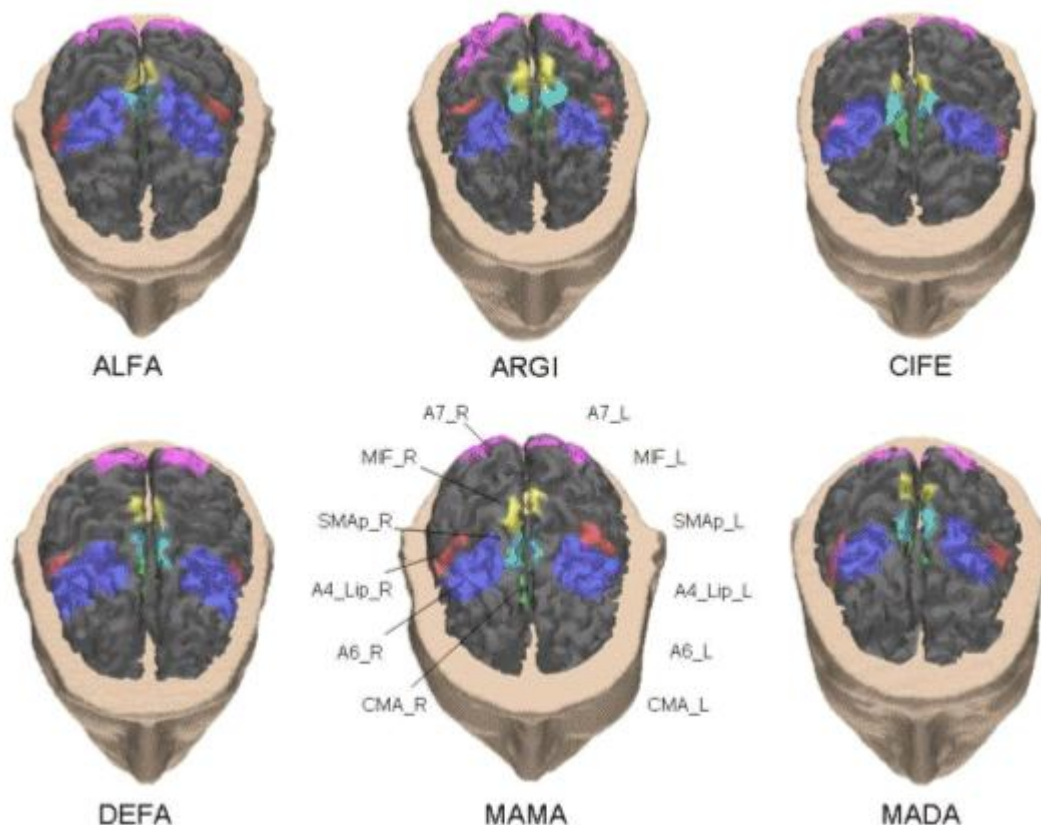 ALFA ARGI CIFE
A7_R A7_L
MIF_R MIF_L
SMAp_R SMAp_L
A4_Lip_R A4_Lip_L
A6_R A6_L
CMA_R CMA_L
DEFA MAMA MADA